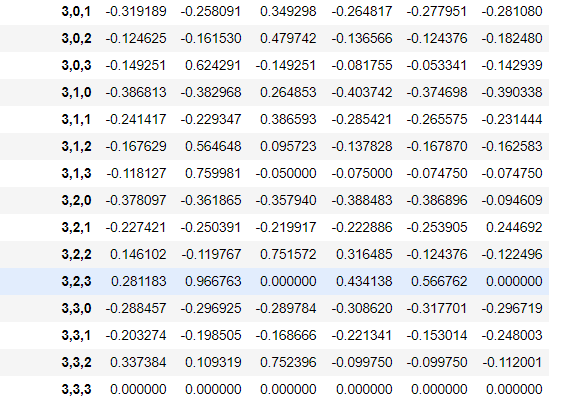 3,0,1 -0.319189 -0.258091 0.349298 -0.264817 -0.277951 -0.281080
3,0,2 -0.124625 -0.161530 0.479742 -0.136566 -0.124376 -0.182480
3,0,3 -0.149251 0.624291 -0.149251 -0.081755 -0.053341 -0.142939
3,1,0 -0.386813 -0.382968 0.264853 -0.403742 -0.374698 -0.390338
3,1,1 -0.241417 -0.229347 0.386593 -0.285421 -0.265575 -0.231444
3,1,2 -0.167629 0.564648 0.095723 -0.137828 -0.167870 -0.162583
3,1,3 -0.118127 0.759981 -0.050000 -0.075000 -0.074750 -0.074750
3,2,0 -0.378097 -0.361865 -0.357940 -0.388483 -0.386896 -0.094609
3,2,1 -0.227421 -0.250391 -0.219917 -0.222886 -0.253905 0.244692
3,2,2 0.146102 -0.119767 0.751572 0.316485 -0.124376 -0.122496
3,2,3 0.281183 0.966763 0.000000 0.434138 0.566762 0.000000
3,3,0 -0.288457 -0.296925 -0.289784 -0.308620 -0.317701 -0.296719
3,3,1 -0.203274 -0.198505 -0.168666 -0.221341 -0.153014 -0.248003
3,3,2 0.337384 0.109319 0.752396 -0.099750 -0.099750 -0.112001
3,3,3 0.000000 0.000000 0.000000 0.000000 0.000000 0.000000